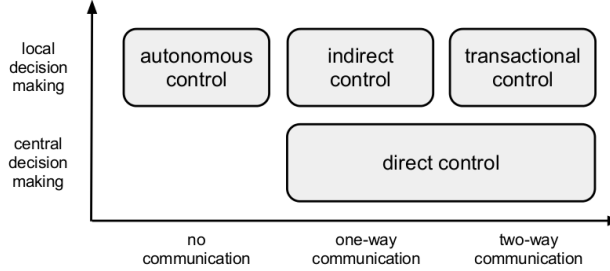 local
decision
making
autonomous
control
indirect
control
transactional
control
central
decision
making
direct control
no
communication
one-way
communication
two-way
communication